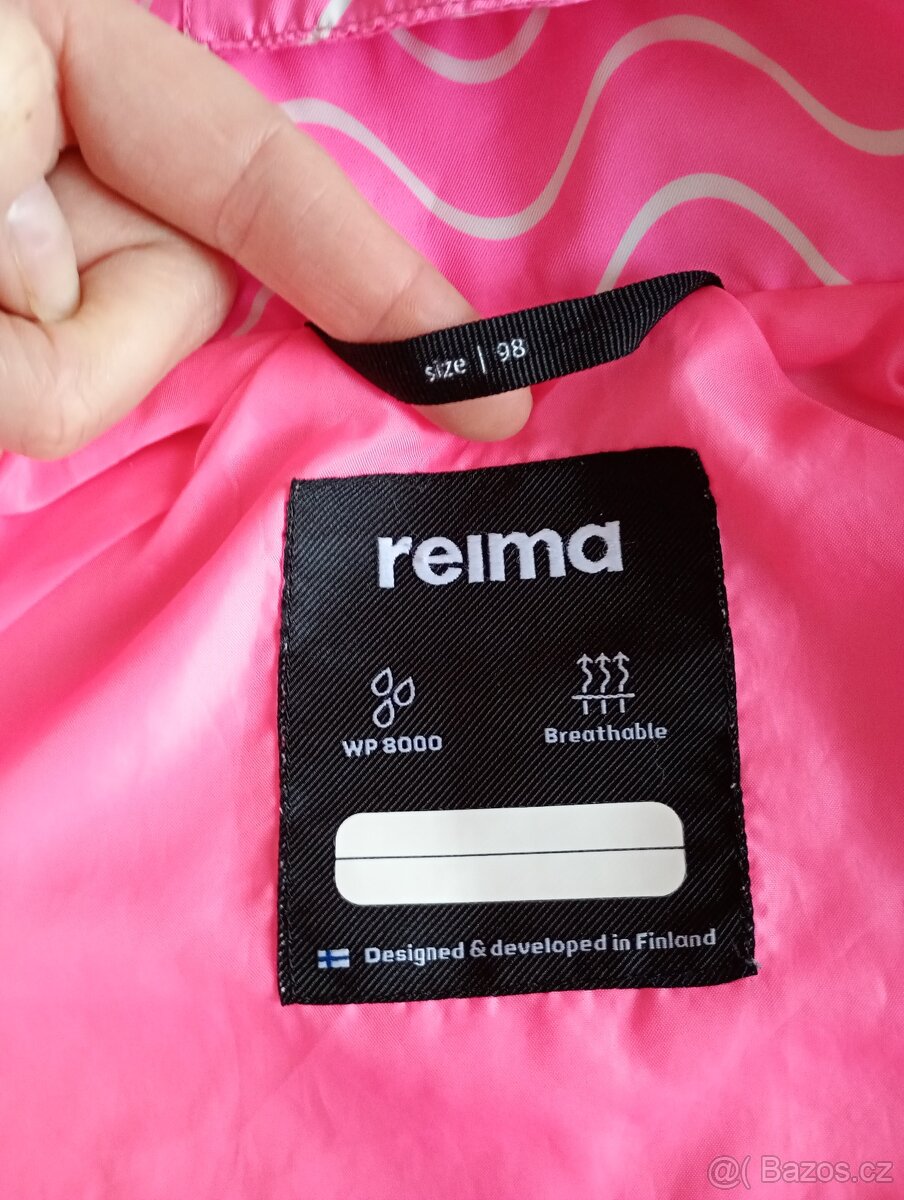 size | 98
reima
WP 8000
Breathable
Designed & developed in Finland
@( Bazos.cz